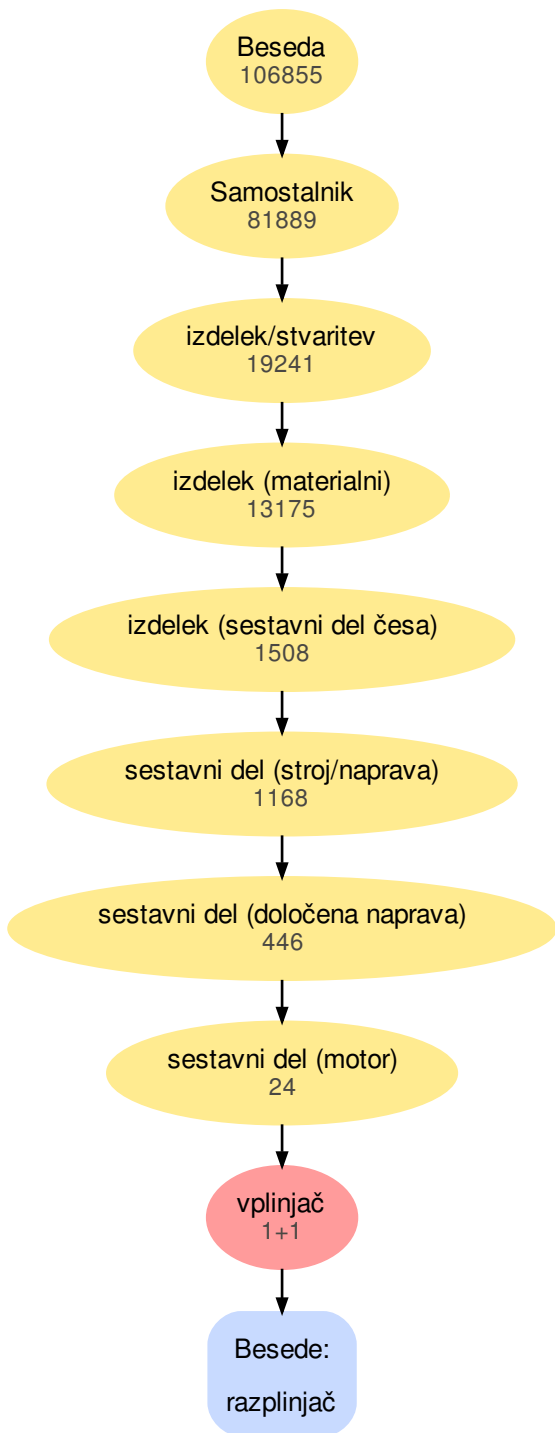 Beseda
106855
Samostalnik
81889
izdelek/stvaritev
19241
izdelek (materialni)
13175
izdelek (sestavni del česa)
1508
sestavni del (stroj/naprava)
1168
sestavni del (določena naprava)
446
sestavni del (motor)
24
vplinjač
1+1
Besede:
razplinjač